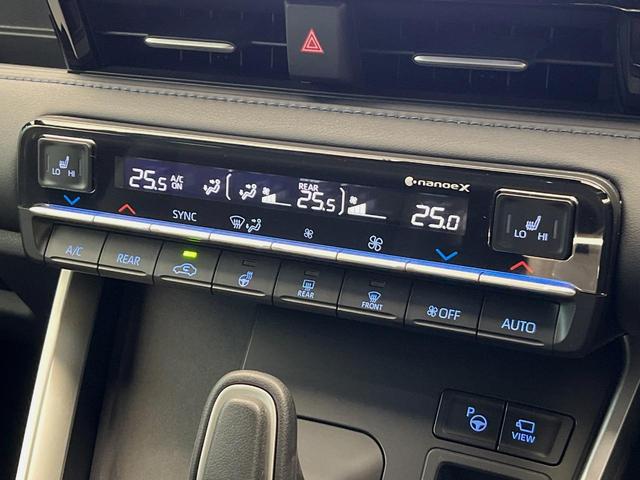 nanoeX
LO HI
25.5 A/C ON REAR 25.5 25.0
LO HI
SYNC
A/C REAR REAR FRONT OFF AUTO
P VIEW